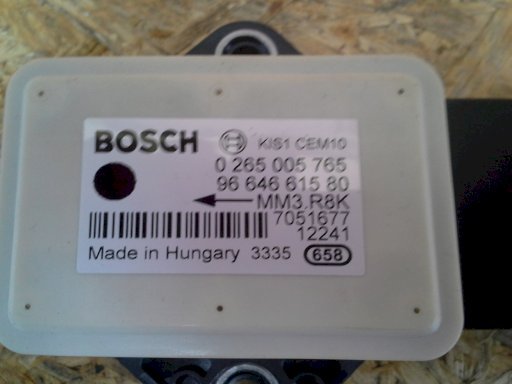 BOSCH KIS1 CEM10
0 265 005 765
96 646 615 80
MM3.R8K
7051677
12241
Made in Hungary 3335 658